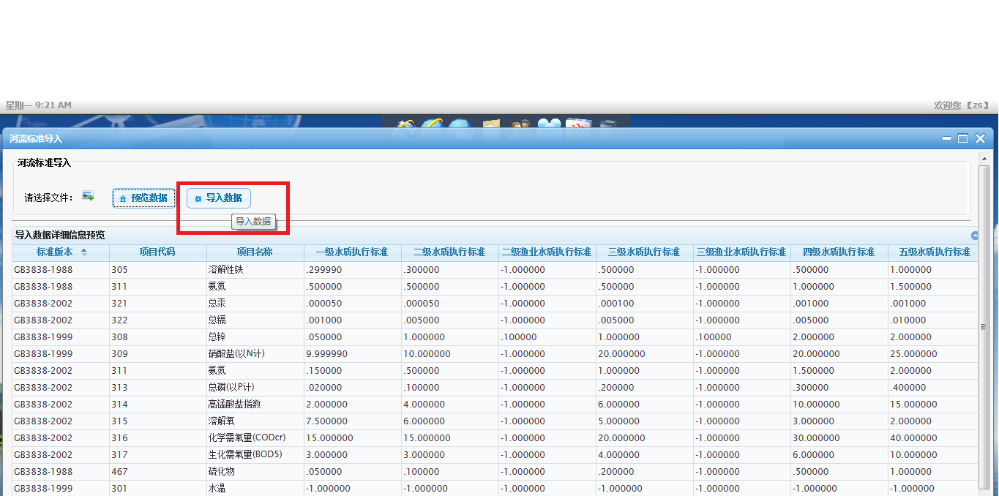 星期一 9:21 AM 欢迎您 【zs】
河流标准导入
河流标准导入
请选择文件： 预览数据 导入数据
导入数据
导入数据详细信息预览
标准版本 项目代码 项目名称 一级水质执行标准 二级水质执行标准 二级渔业水质执行标准 三级水质执行标准 三级渔业水质执行标准 四级水质执行标准 五级水质执行标准
GB3838-1988 305 溶解性铁 .299990 .300000 -1.000000 .500000 -1.000000 .500000 1.000000
GB3838-1988 311 氨氮 .500000 .500000 -1.000000 .500000 -1.000000 1.000000 1.500000
GB3838-2002 321 总汞 .000050 .000050 -1.000000 .000100 -1.000000 .001000 .001000
GB3838-2002 322 总镉 .001000 .005000 -1.000000 .005000 -1.000000 .005000 .010000
GB3838-1999 308 总锌 .050000 1.000000 .100000 1.000000 .100000 2.000000 2.000000
GB3838-1999 309 硝酸盐(以N计) 9.999990 10.000000 -1.000000 20.000000 -1.000000 20.000000 25.000000
GB3838-2002 311 氨氮 .150000 .500000 -1.000000 1.000000 -1.000000 1.500000 2.000000
GB3838-2002 313 总磷(以P计) .020000 .100000 -1.000000 .200000 -1.000000 .300000 .400000
GB3838-2002 314 高锰酸盐指数 2.000000 4.000000 -1.000000 6.000000 -1.000000 10.000000 15.000000
GB3838-2002 315 溶解氧 7.500000 6.000000 -1.000000 5.000000 -1.000000 3.000000 2.000000
GB3838-2002 316 化学需氧量(CODcr) 15.000000 15.000000 -1.000000 20.000000 -1.000000 30.000000 40.000000
GB3838-2002 317 生化需氧量(BOD5) 3.000000 3.000000 -1.000000 4.000000 -1.000000 6.000000 10.000000
GB3838-1988 467 硫化物 .050000 .100000 -1.000000 .200000 -1.000000 .500000 1.000000
GB3838-1999 301 水温 -1.000000 -1.000000 -1.000000 -1.000000 -1.000000 -1.000000 -1.000000